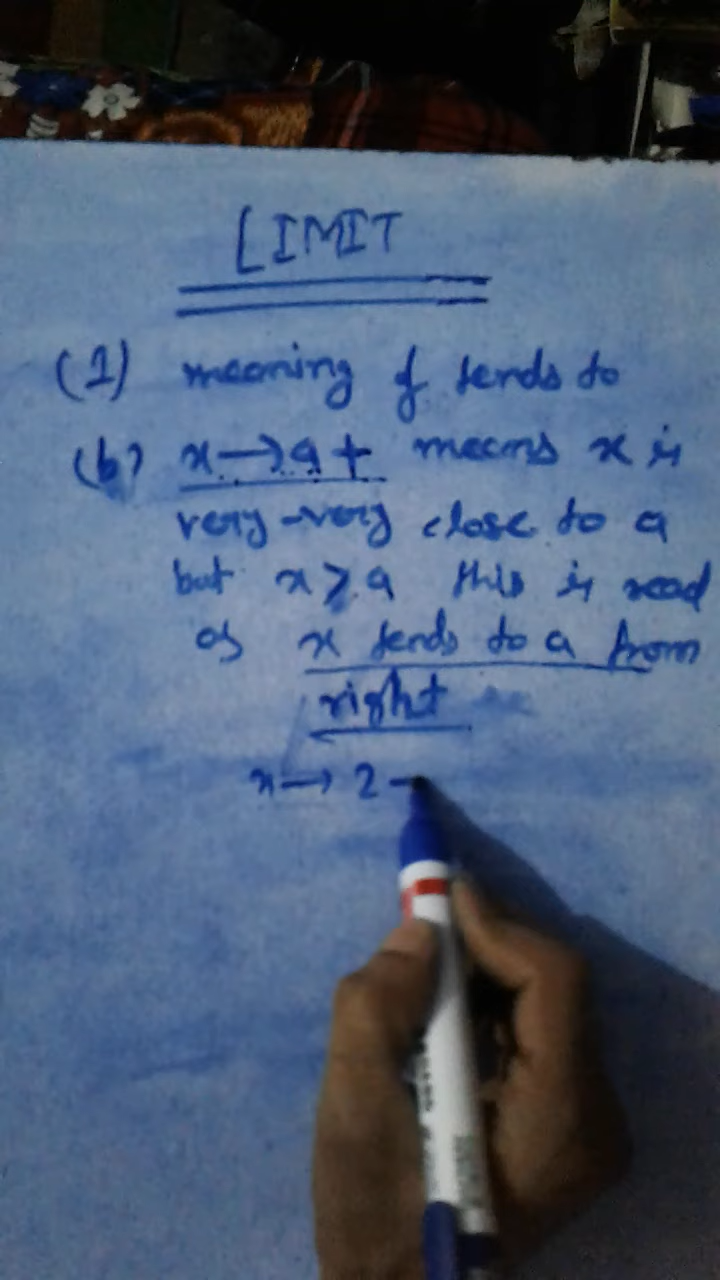 LIMIT
(1) meaning of tends to
(b) x→a+ means x is
very-very close to a
but x>a this is read
as x tends to a from
right
x→ 2-